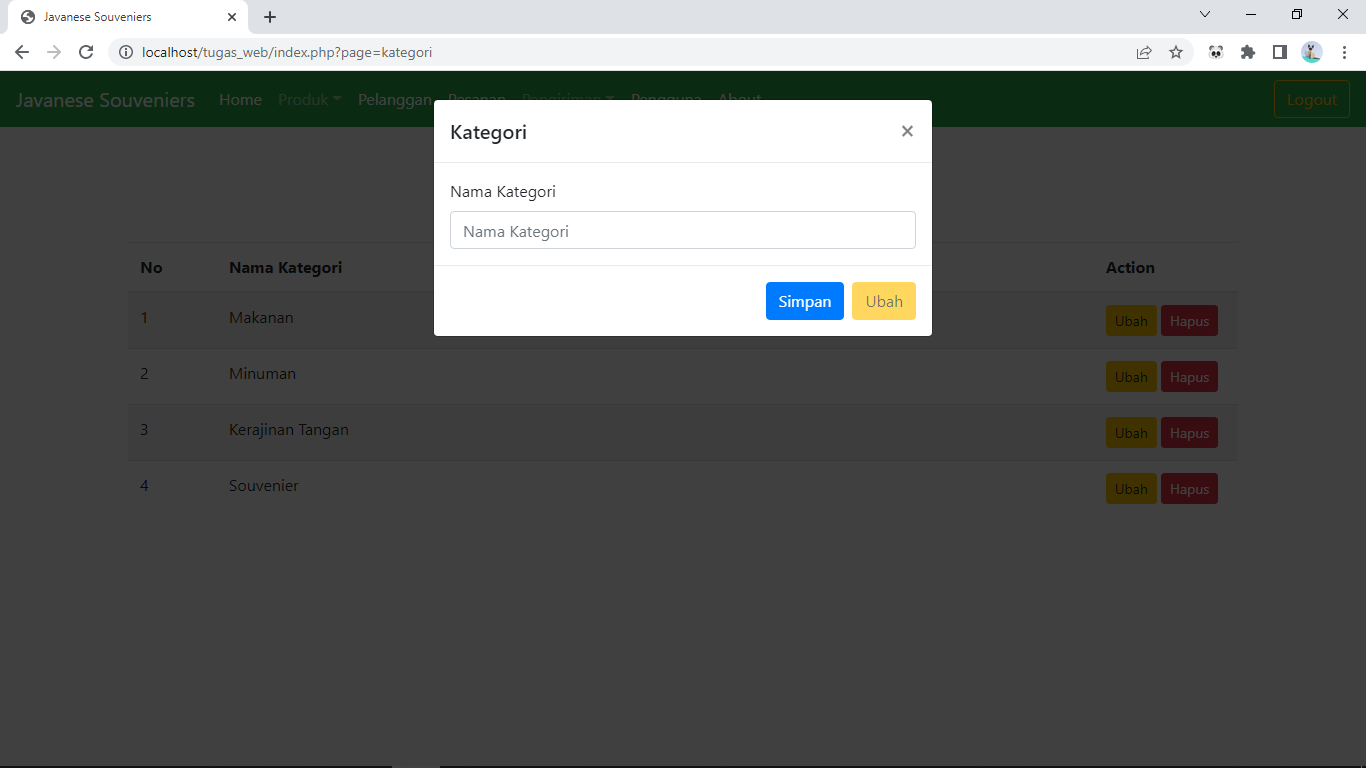 Javanese Souveniers
localhost/tugas_web/index.php?page=kategori
Javanese Souveniers Home Produk Pelanggan Pesanan Pengiriman Pengguna About Logout
Kategori ×
Nama Kategori
Nama Kategori
Simpan Ubah
No Nama Kategori Action
1 Makanan Ubah Hapus
2 Minuman Ubah Hapus
3 Kerajinan Tangan Ubah Hapus
4 Souvenier Ubah Hapus